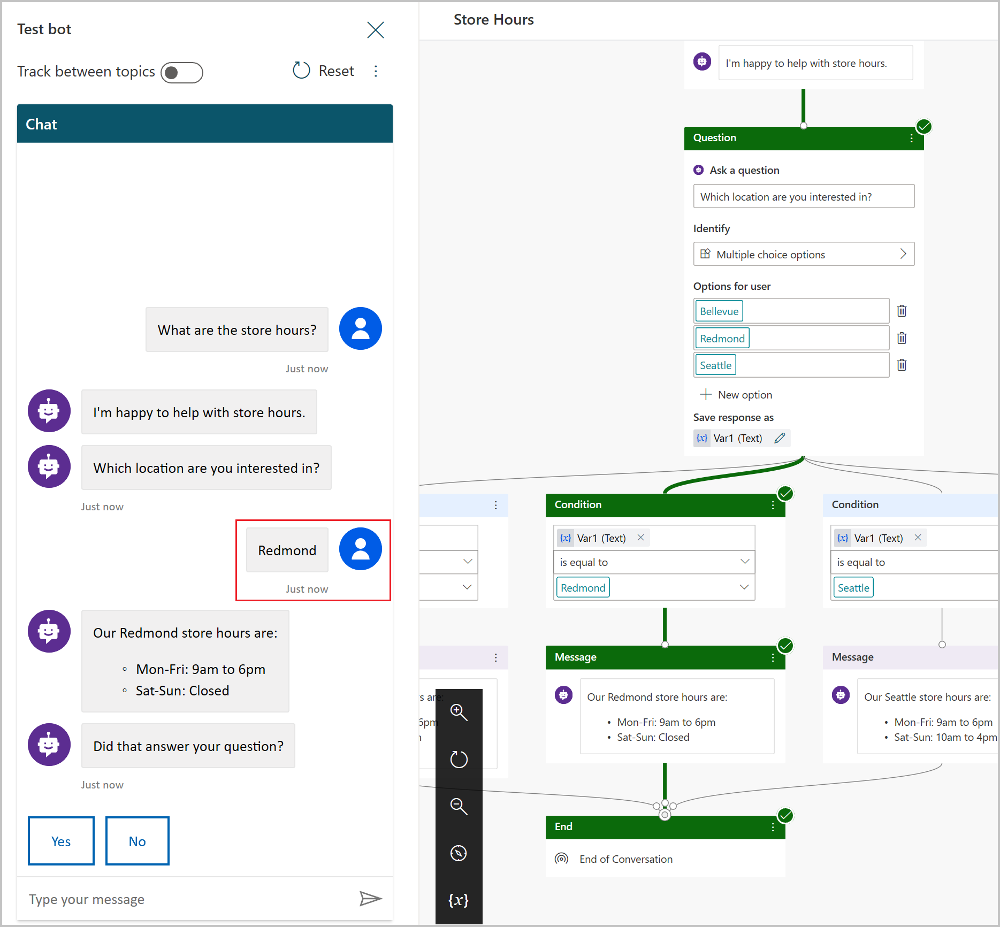 Test bot
Track between topics
Reset
Chat
What are the store hours?
Just now
I'm happy to help with store hours.
Which location are you interested in?
Just now
Redmond
Just now
Our Redmond store hours are:
Mon-Fri: 9am to 6pm
Sat-Sun: Closed
Did that answer your question?
Just now
Yes
No
Type your message
Store Hours
I'm happy to help with store hours.
Question
Ask a question
Which location are you interested in?
Identify
Multiple choice options
Options for user
Bellevue
Redmond
Seattle
New option
Save response as
{x} Var1 (Text)
Condition
{x} Var1 (Text)
is equal to
Redmond
Condition
{x} Var1 (Text)
is equal to
Seattle
s are:
6pm
Message
Our Redmond store hours are:
• Mon-Fri: 9am to 6pm
• Sat-Sun: Closed
Message
Our Seattle store hours are:
• Mon-Fri: 9am to 6pm
• Sat-Sun: 10am to 4pm
End
End of Conversation
{x}